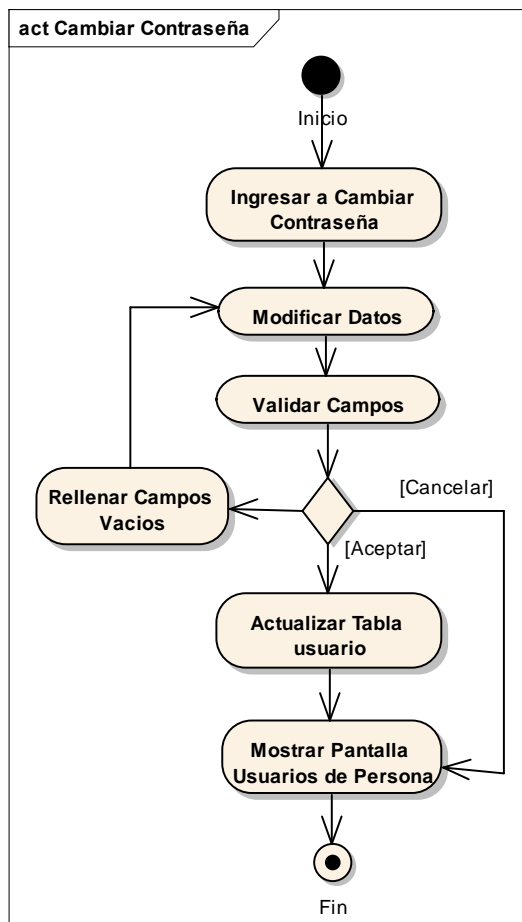 act Cambiar Contraseña
Inicio
Ingresar a Cambiar
Contraseña
Modificar Datos
Validar Campos
Rellenar Campos
Vacios
[Cancelar]
[Aceptar]
Actualizar Tabla
usuario
Mostrar Pantalla
Usuarios de Persona
Fin